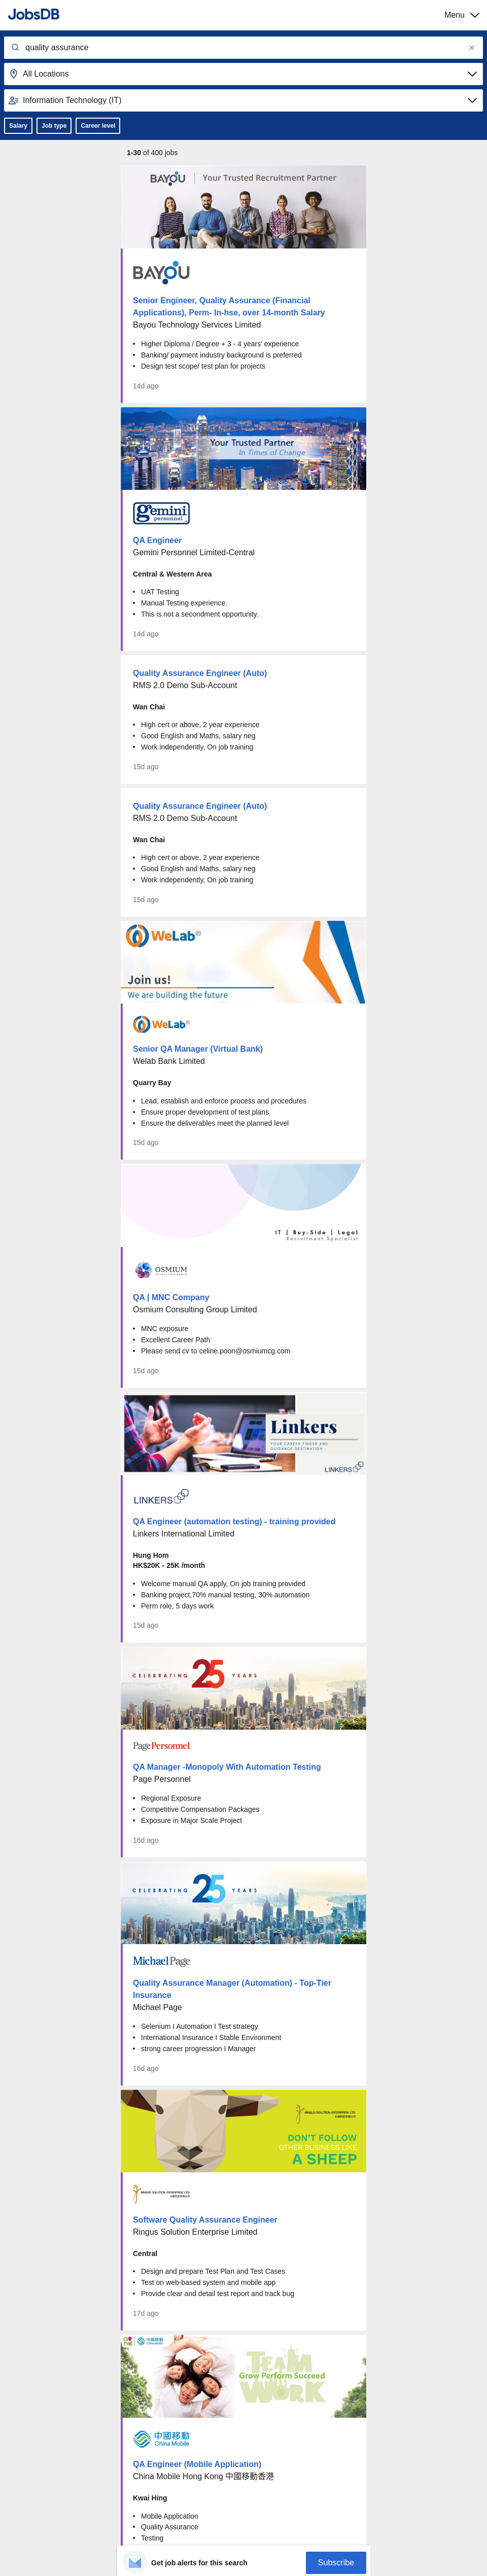 JobsDB
Menu
quality assurance
All Locations
Information Technology (IT)
Salary
Job type
Career level
1-30 of 400 jobs
BAYOU
Your Trusted Recruitment Partner
BAYOU
Senior Engineer, Quality Assurance (Financial
Applications), Perm- In-hse, over 14-month Salary
Bayou Technology Services Limited
• Higher Diploma / Degree + 3 - 4 years' experience
• Banking/ payment industry background is preferred
• Design test scope/ test plan for projects
14d ago
Your Trusted Partner
In Times of Change
gemini
personnel
QA Engineer
Gemini Personnel Limited-Central
Central & Western Area
• UAT Testing
• Manual Testing experience.
• This is not a secondment opportunity.
14d ago
Quality Assurance Engineer (Auto)
RMS 2.0 Demo Sub-Account
Wan Chai
• High cert or above, 2 year experience
• Good English and Maths, salary neg
• Work independently, On job training
15d ago
Quality Assurance Engineer (Auto)
RMS 2.0 Demo Sub-Account
Wan Chai
• High cert or above, 2 year experience
• Good English and Maths, salary neg
• Work independently, On job training
15d ago
WeLab®
Join us!
We are building the future
WeLab®
Senior QA Manager (Virtual Bank)
Welab Bank Limited
Quarry Bay
• Lead, establish and enforce process and procedures
• Ensure proper development of test plans
• Ensure the deliverables meet the planned level
15d ago
IT | Buy-Side | Legal
Recruitment Specialist
OSMIUM
QA | MNC Company
Osmium Consulting Group Limited
• MNC exposure
• Excellent Career Path
• Please send cv to celine.poon@osmiumcg.com
15d ago
Linkers
YOUR CAREER FINDER AND
GUIDANCE DESTINATION
LINKERS
LINKERS
QA Engineer (automation testing) - training provided
Linkers International Limited
Hung Hom
HK$20K - 25K /month
• Welcome manual QA apply, On job training provided
• Banking project,70% manual testing, 30% automation
• Perm role, 5 days work
15d ago
CELEBRATING 25 YEARS
PagePersonnel
QA Manager -Monopoly With Automation Testing
Page Personnel
• Regional Exposure
• Competitive Compensation Packages
• Exposure in Major Scale Project
16d ago
CELEBRATING 25 YEARS
MichaelPage
Quality Assurance Manager (Automation) - Top-Tier
Insurance
Michael Page
• Selenium I Automation I Test strategy
• International Insurance I Stable Environment
• strong career progression I Manager
16d ago
RINGUS SOLUTION ENTERPRISE LTD.
DON'T FOLLOW
OTHER BUSINESS LIKE
A SHEEP
RINGUS SOLUTION ENTERPRISE LTD.
Software Quality Assurance Engineer
Ringus Solution Enterprise Limited
Central
• Design and prepare Test Plan and Test Cases
• Test on web-based system and mobile app
• Provide clear and detail test report and track bug
17d ago
中國移動
China Mobile
TEAM
Grow Perform Succeed
WORK
中國移動
China Mobile
QA Engineer (Mobile Application)
China Mobile Hong Kong 中國移動香港
Kwai Hing
• Mobile Application
• Quality Assurance
• Testing
Get job alerts for this search
Subscribe